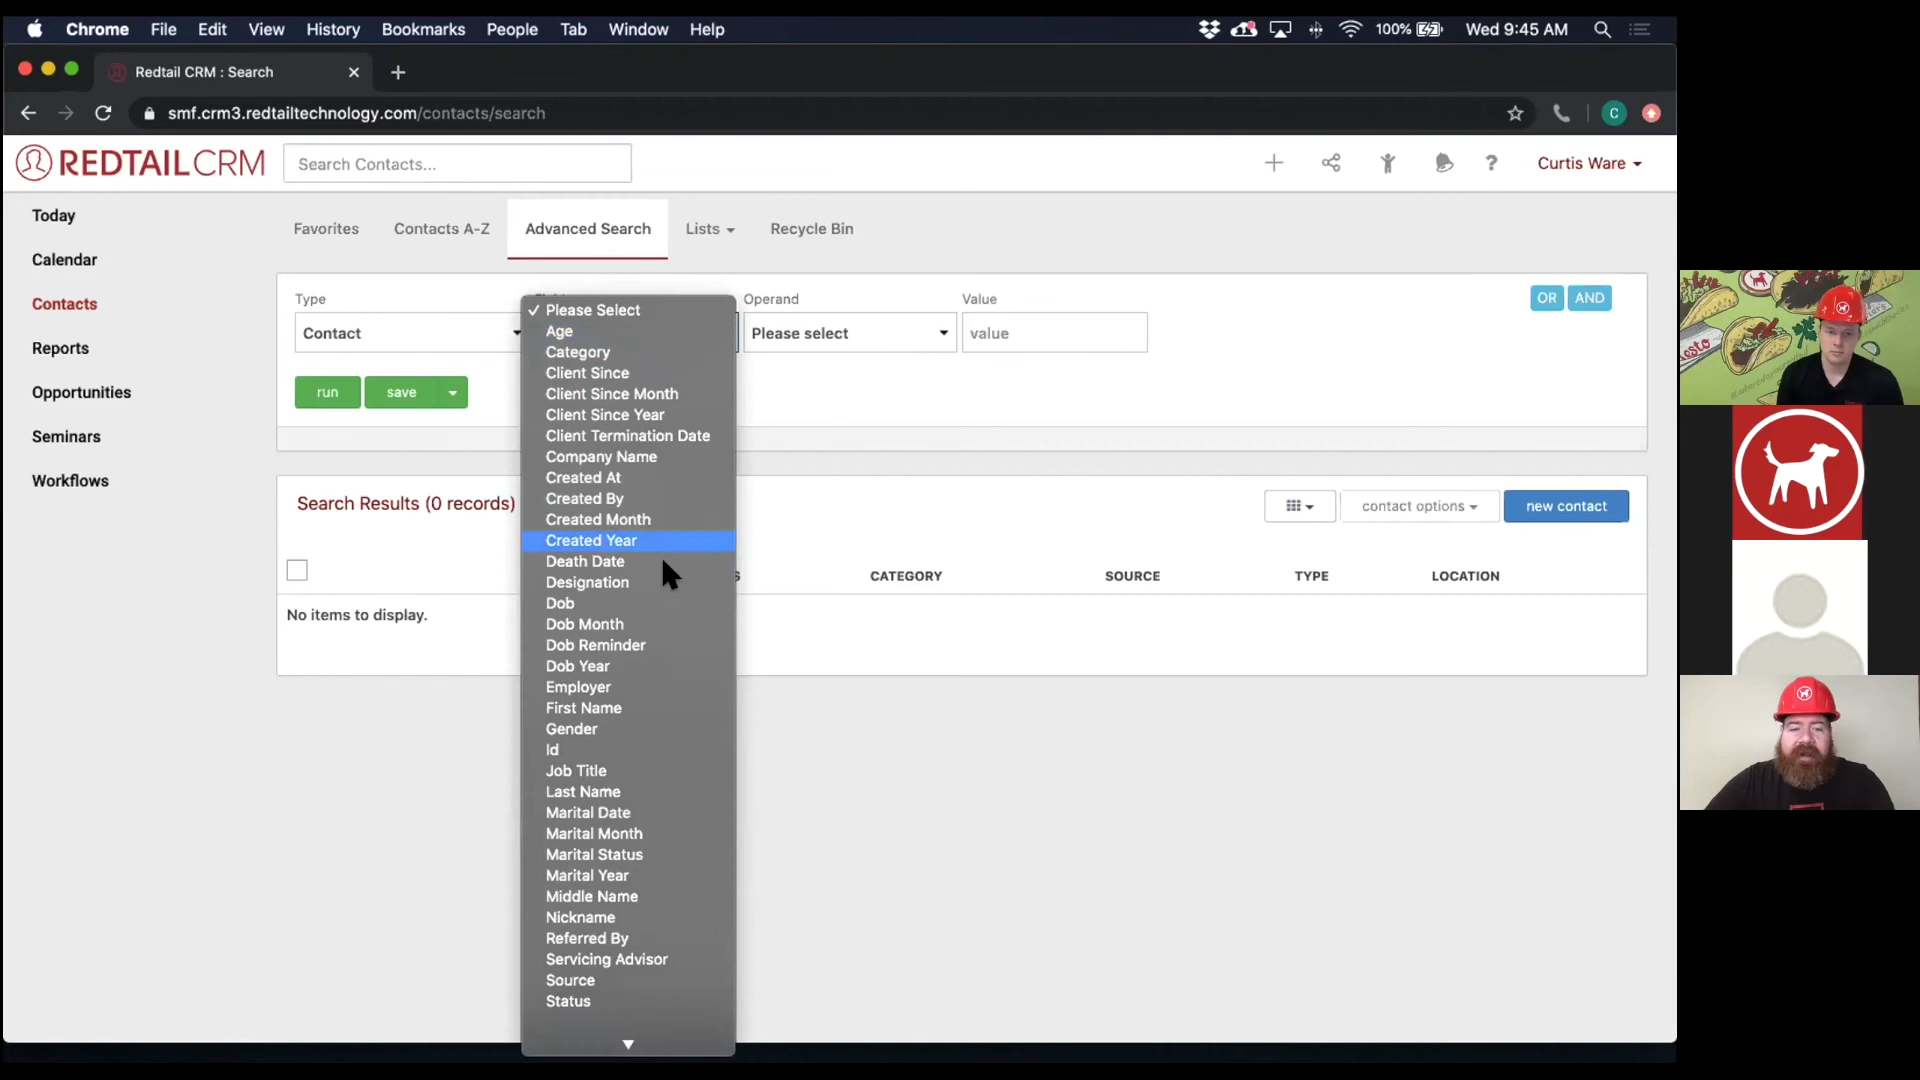 Chrome File Edit View History Bookmarks People Tab Window Help 100% Wed 9:45 AM
Redtail CRM : Search
smf.crm3.redtailtechnology.com/contacts/search
C
REDTAILCRM
Search Contacts...
?
Curtis Ware
Today
Calendar
Contacts
Reports
Opportunities
Seminars
Workflows
Favorites Contacts A-Z Advanced Search Lists Recycle Bin
Type Operand Value
OR AND
Contact Please select value
run save
Please Select
Age
Category
Client Since
Client Since Month
Client Since Year
Client Termination Date
Company Name
Created At
Created By
Created Month
Created Year
Death Date
Designation
Dob
Dob Month
Dob Reminder
Dob Year
Employer
First Name
Gender
Id
Job Title
Last Name
Marital Date
Marital Month
Marital Status
Marital Year
Middle Name
Nickname
Referred By
Servicing Advisor
Source
Status
Search Results (0 records)
contact options new contact
S CATEGORY SOURCE TYPE LOCATION
No items to display.